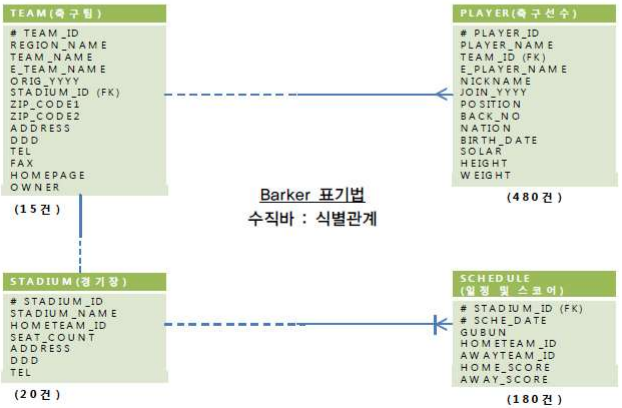 TEAM(축구팀)
# TEAM_ID
REGION_NAME
TEAM_NAME
E_TEAM_NAME
ORIG_YYYY
STADIUM_ID (FK)
ZIP_CODE1
ZIP_CODE2
ADDRESS
DDD
TEL
FAX
HOMEPAGE
OWNER
(15건)
PLAYER(축구선수)
# PLAYER_ID
PLAYER_NAME
TEAM_ID (FK)
E_PLAYER_NAME
NICKNAME
JOIN_YYYY
POSITION
BACK_NO
NATION
BIRTH_DATE
SOLAR
HEIGHT
WEIGHT
(480건)
Barker 표기법
수직바 : 식별관계
STADIUM(경기장)
# STADIUM_ID
STADIUM_NAME
HOMETEAM_ID
SEAT_COUNT
ADDRESS
DDD
TEL
(20건)
SCHEDULE
(일정 및 스코어)
# STADIUM_ID (FK)
# SCHE_DATE
GUBUN
HOMETEAM_ID
AWAYTEAM_ID
HOME_SCORE
AWAY_SCORE
(180건)